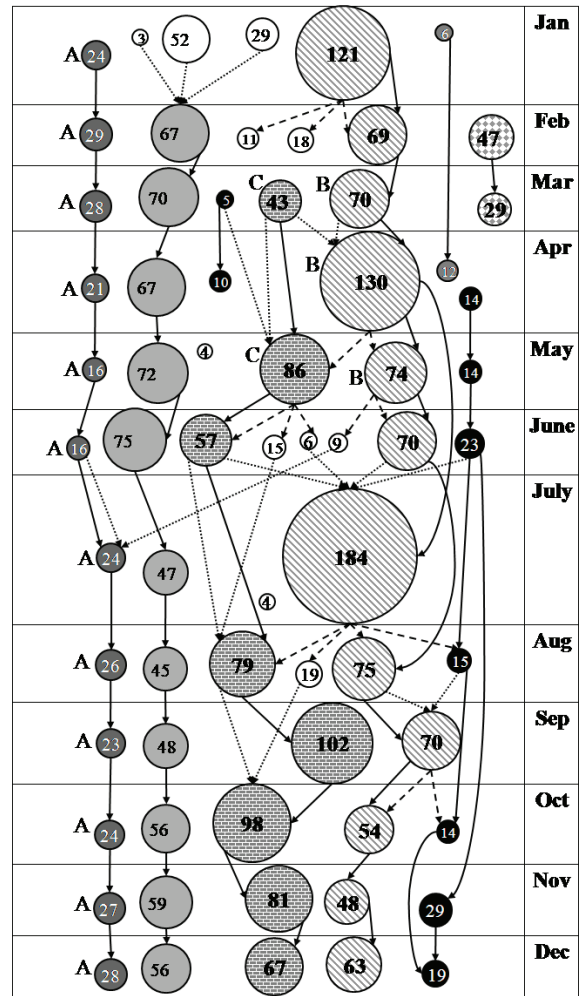 Jan
3 52 29 121 6
A 24
Feb
A 29 67 11 18 69 47
Mar
C B
A 28 70 5 43 70 29
Apr
B
A 21 67 10 130 12
14
May
4 C
A 16 72 86 B 74 14
June
A 16 75 57 15 6 9 70 23
July
A 24 47 184
4
Aug
A 26 45 79 19 75 15
Sep
A 23 48 102 70
Oct
A 24 56 98 54 14
Nov
A 27 59 81 48 29
Dec
A 28 56 67 63 19